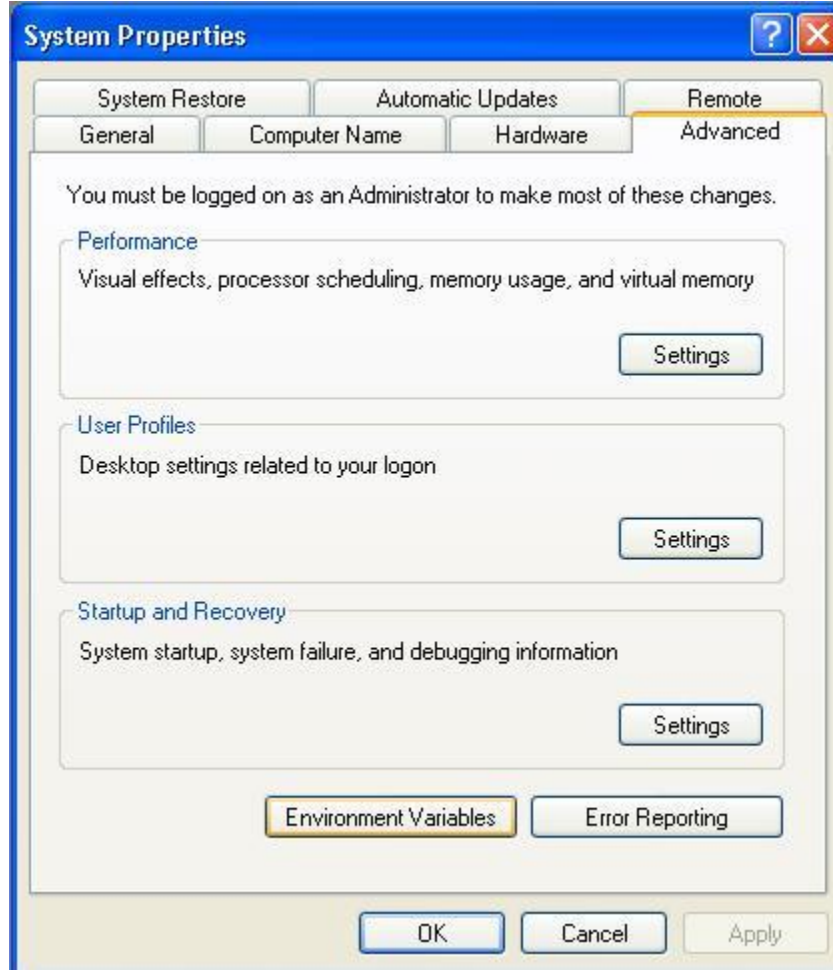 System Properties
System Restore
Automatic Updates
Remote
General
Computer Name
Hardware
Advanced
You must be logged on as an Administrator to make most of these changes.
Performance
Visual effects, processor scheduling, memory usage, and virtual memory
Settings
User Profiles
Desktop settings related to your logon
Settings
Startup and Recovery
System startup, system failure, and debugging information
Settings
Environment Variables
Error Reporting
OK
Cancel
Apply